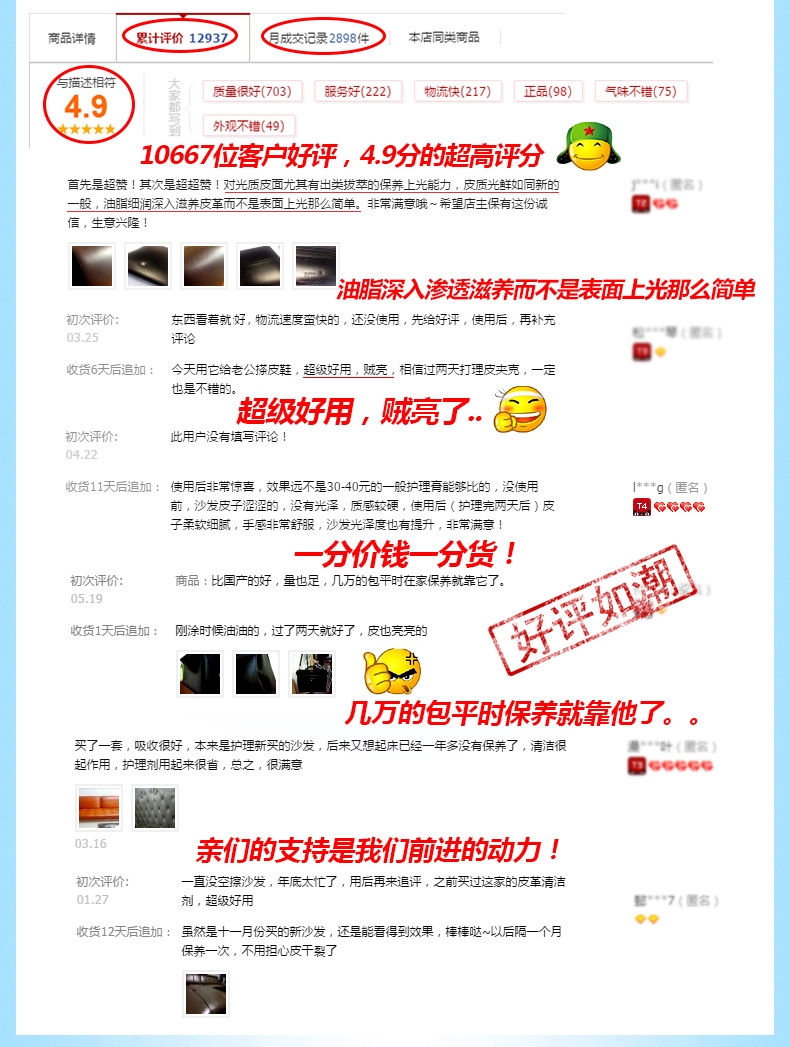 商品详情
累计评价 12937
月成交记录2898件
本店同类商品
与描述相符
4.9
大家都写到
质量很好(703)
服务好(222)
物流快(217)
正品(98)
气味不错(75)
外观不错(49)
10667位客户好评，4.9分的超高评分
首先是超赞！其次是超超赞！对光质皮面尤其有出类拔萃的保养上光能力，皮质光鲜如同新的
一般，油脂细润深入滋养皮革而不是表面上光那么简单。非常满意哦～希望店主保有这份诚
信，生意兴隆！
j***i（匿名）
T2
油脂深入渗透滋养而不是表面上光那么简单
初次评价:
03.25
东西看着就·好, 物流速度蛮快的，还没使用，先给好评，使用后，再补充
评论
（匿名）
T3
收货6天后追加：
今天用它给老公搽皮鞋，超级好用，贼亮，相信过两天打理皮夹克，一定
也是不错的。
超级好用，贼亮了..
初次评价:
04.22
此用户没有填写评论！
收货11天后追加：
使用后非常惊喜，效果远不是30-40元的一般护理膏能够比的，没使用
前，沙发皮子涩涩的，没有光泽，质感较硬，使用后（护理完两天后）皮
子柔软细腻，手感非常舒服，沙发光泽度也有提升，非常满意！
l***g（匿名）
T4
一分价钱一分货！
初次评价:
05.19
商品：比国产的好，量也足，几万的包平时在家保养就靠它了。
好评如潮
收货1天后追加：
刚涂时候油油的，过了两天就好了，皮也亮亮的
几万的包平时保养就靠他了。。
买了一套，吸收很好，本来是护理新买的沙发，后来又想起床已经一年多没有保养了，清洁很
起作用，护理剂用起来很省，总之，很满意
***叶（匿名）
T3
03.16
亲们的支持是我们前进的动力！
初次评价:
01.27
一直没空擦沙发，年底太忙了，用后再来追评，之前买过这家的皮革清洁
剂，超级好用
***7（匿名）
收货12天后追加：
虽然是十一月份买的新沙发，还是能看得到效果，棒棒哒~以后隔一个月
保养一次，不用担心皮干裂了